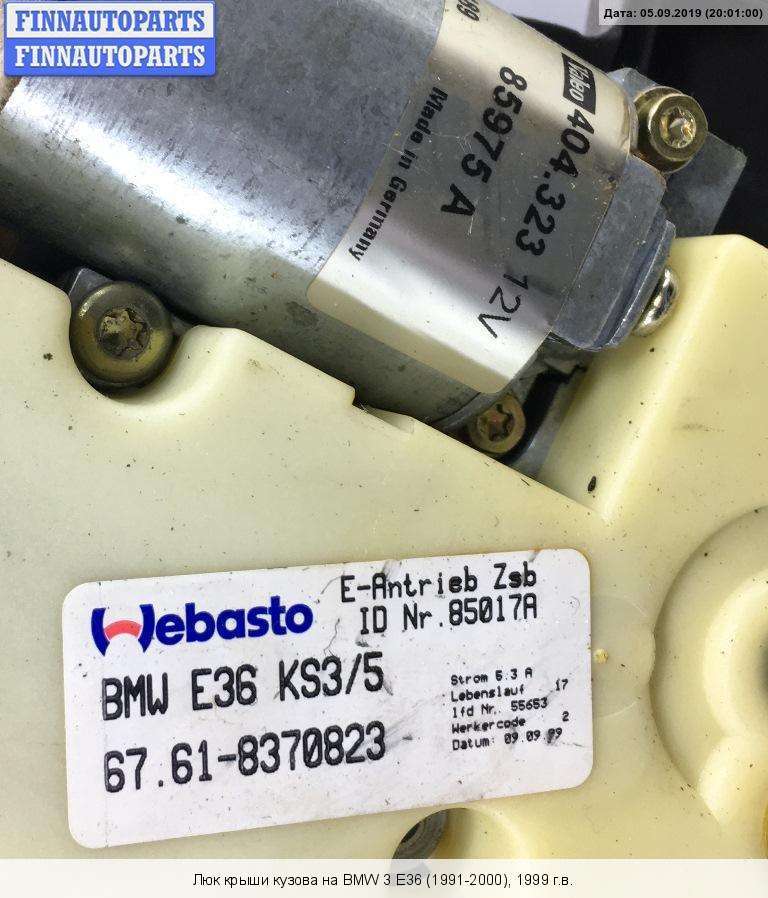 FINNAUTOPARTS
FINNAUTOPARTS
Дата: 05.09.2019 (20:01:00)
99
Valeo 404.323 12V
85975 A
Made in Germany
Webasto
E-Antrieb Zsb
ID Nr.85017A
BMW E36 KS3/5
67.61-8370823
Strom 5.3 A
Lebenslauf 17
lfd Nr. 55653
Werkercode 2
Datum: 09.09.99
Люк крыши кузова на BMW 3 E36 (1991-2000), 1999 г.в.